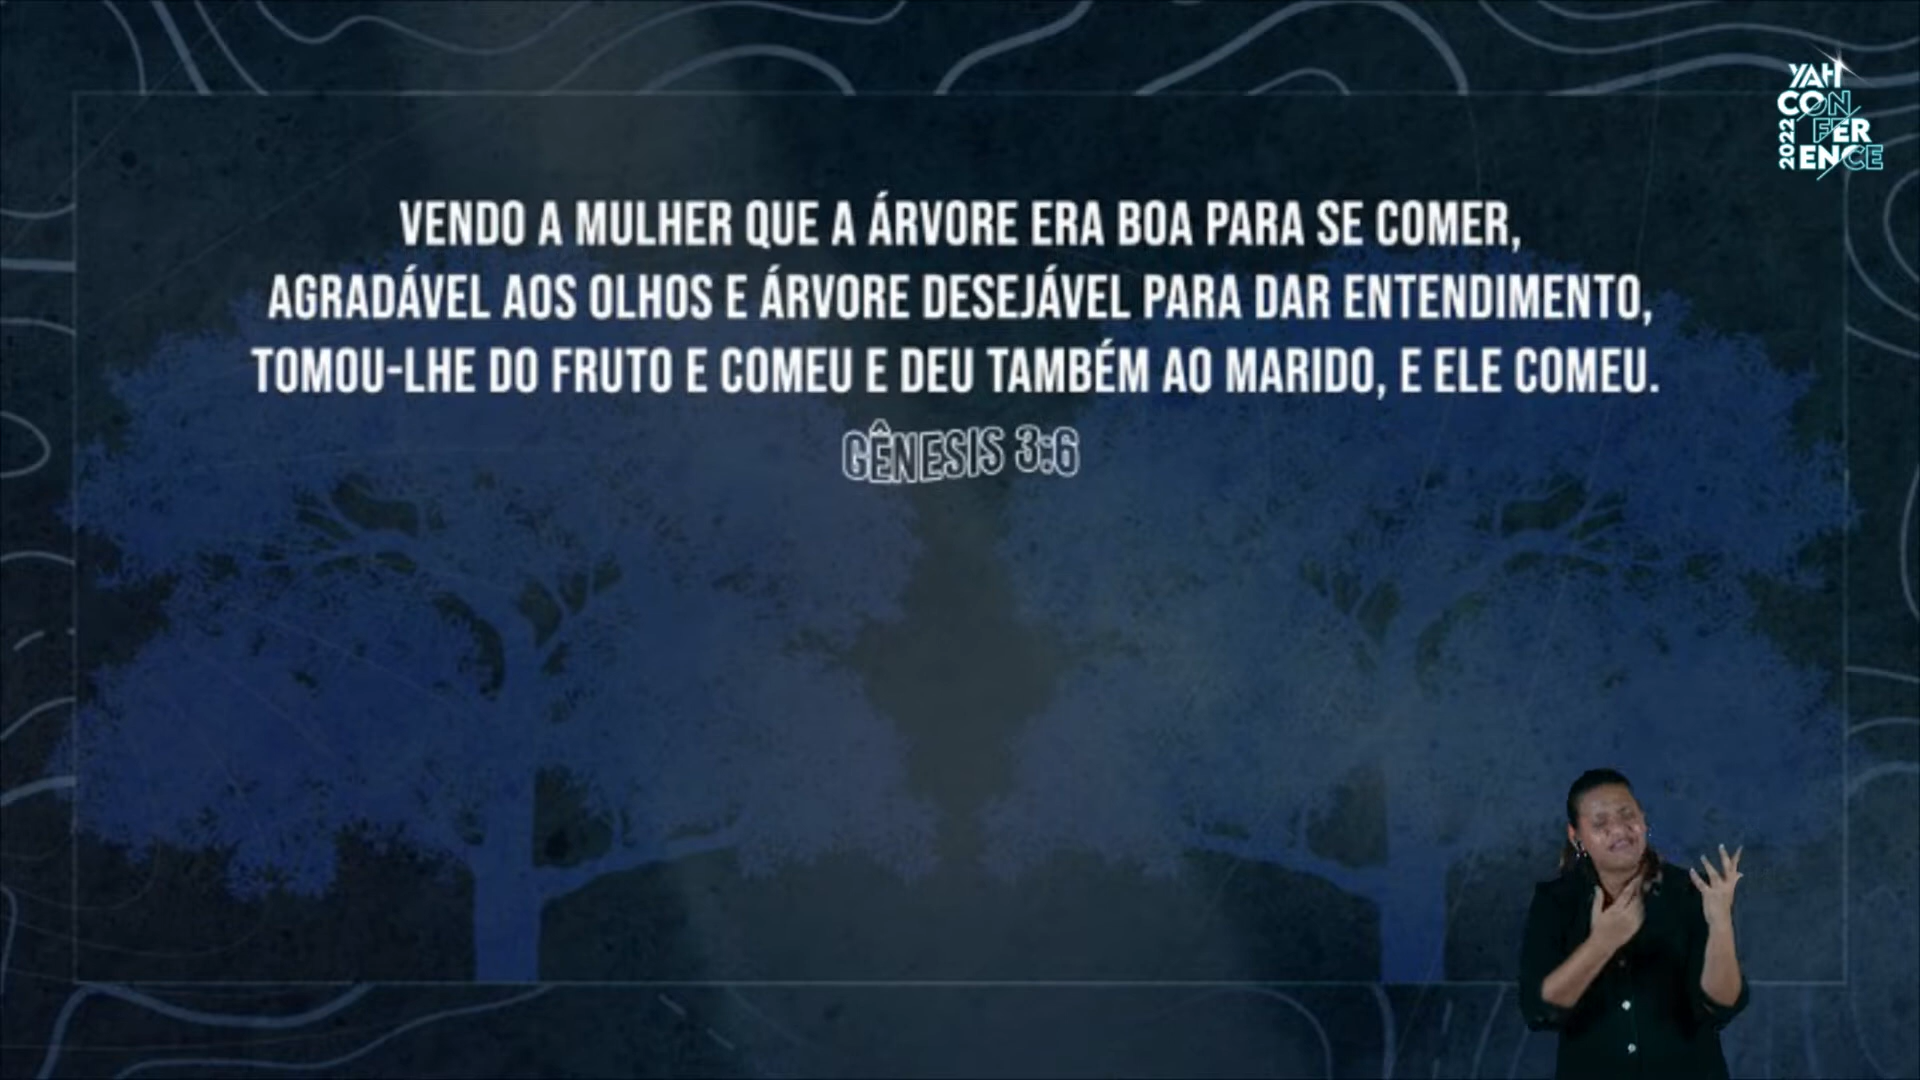 VENDO A MULHER QUE A ÁRVORE ERA BOA PARA SE COMER,
AGRADÁVEL AOS OLHOS E ÁRVORE DESEJÁVEL PARA DAR ENTENDIMENTO,
TOMOU-LHE DO FRUTO E COMEU E DEU TAMBÉM AO MARIDO, E ELE COMEU.
GÊNESIS 3:6
YAH
CON
FER
ENCE
2022